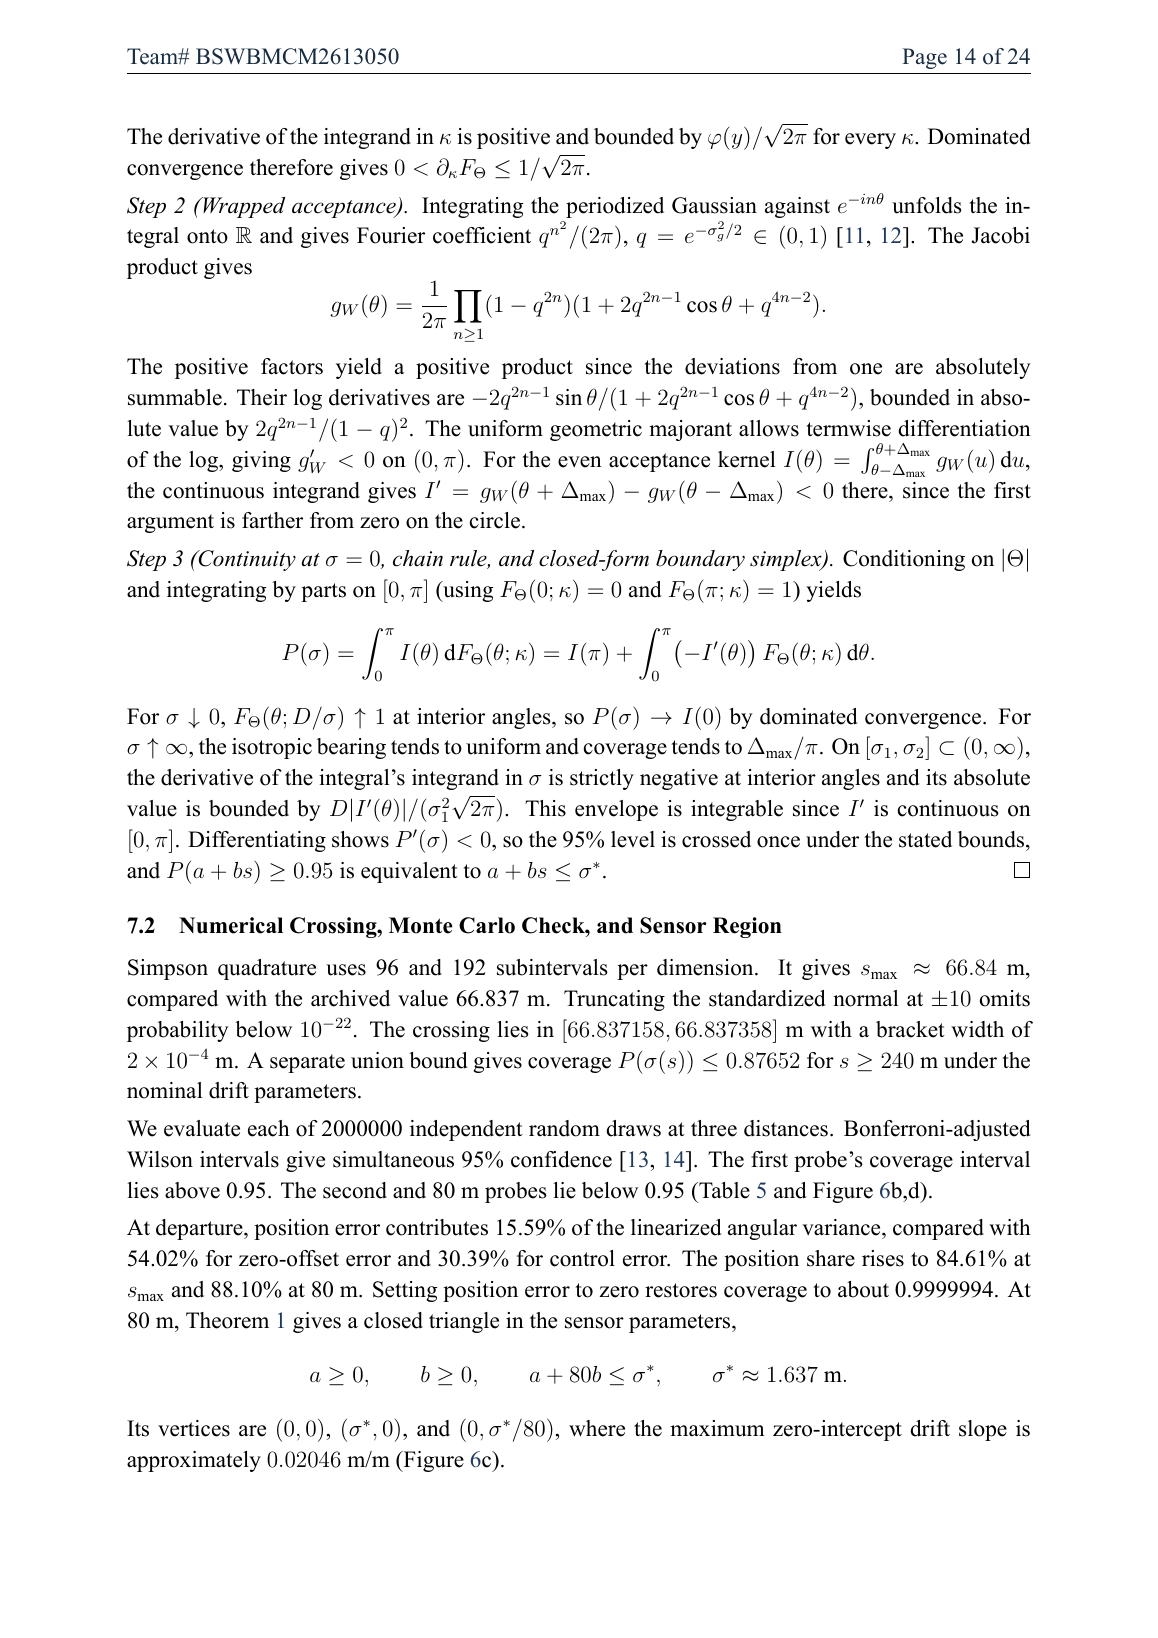 Team# BSWBMCM2613050 Page 14 of 24
The derivative of the integrand in κ is positive and bounded by φ(y)/√2π for every κ. Dominated
convergence therefore gives 0 < ∂κFΘ ≤ 1/√2π.
Step 2 (Wrapped acceptance). Integrating the periodized Gaussian against e^{−inθ} unfolds the in-
tegral onto ℝ and gives Fourier coefficient q^{n²}/(2π), q = e^{−σ_g²/2} ∈ (0, 1) [11, 12]. The Jacobi
product gives
g_W(θ) = 1/2π ∏_{n≥1} (1 − q^{2n})(1 + 2q^{2n−1} cos θ + q^{4n−2}).
The positive factors yield a positive product since the deviations from one are absolutely
summable. Their log derivatives are −2q^{2n−1} sin θ/(1 + 2q^{2n−1} cos θ + q^{4n−2}), bounded in abso-
lute value by 2q^{2n−1}/(1 − q)². The uniform geometric majorant allows termwise differentiation
of the log, giving g′_W < 0 on (0, π). For the even acceptance kernel I(θ) = ∫_{θ−Δmax}^{θ+Δmax} g_W(u) du,
the continuous integrand gives I′ = g_W(θ + Δmax) − g_W(θ − Δmax) < 0 there, since the first
argument is farther from zero on the circle.
Step 3 (Continuity at σ = 0, chain rule, and closed-form boundary simplex). Conditioning on |Θ|
and integrating by parts on [0, π] (using FΘ(0; κ) = 0 and FΘ(π; κ) = 1) yields
P(σ) = ∫_0^π I(θ) dFΘ(θ; κ) = I(π) + ∫_0^π (−I′(θ)) FΘ(θ; κ) dθ.
For σ ↓ 0, FΘ(θ; D/σ) ↑ 1 at interior angles, so P(σ) → I(0) by dominated convergence. For
σ ↑ ∞, the isotropic bearing tends to uniform and coverage tends to Δmax/π. On [σ₁, σ₂] ⊂ (0, ∞),
the derivative of the integral’s integrand in σ is strictly negative at interior angles and its absolute
value is bounded by D|I′(θ)|/(σ₁²√2π). This envelope is integrable since I′ is continuous on
[0, π]. Differentiating shows P′(σ) < 0, so the 95% level is crossed once under the stated bounds,
and P(a + bs) ≥ 0.95 is equivalent to a + bs ≤ σ*. □
7.2 Numerical Crossing, Monte Carlo Check, and Sensor Region
Simpson quadrature uses 96 and 192 subintervals per dimension. It gives smax ≈ 66.84 m,
compared with the archived value 66.837 m. Truncating the standardized normal at ±10 omits
probability below 10⁻²². The crossing lies in [66.837158, 66.837358] m with a bracket width of
2 × 10⁻⁴ m. A separate union bound gives coverage P(σ(s)) ≤ 0.87652 for s ≥ 240 m under the
nominal drift parameters.
We evaluate each of 2000000 independent random draws at three distances. Bonferroni-adjusted
Wilson intervals give simultaneous 95% confidence [13, 14]. The first probe’s coverage interval
lies above 0.95. The second and 80 m probes lie below 0.95 (Table 5 and Figure 6b,d).
At departure, position error contributes 15.59% of the linearized angular variance, compared with
54.02% for zero-offset error and 30.39% for control error. The position share rises to 84.61% at
smax and 88.10% at 80 m. Setting position error to zero restores coverage to about 0.9999994. At
80 m, Theorem 1 gives a closed triangle in the sensor parameters,
a ≥ 0, b ≥ 0, a + 80b ≤ σ*, σ* ≈ 1.637 m.
Its vertices are (0, 0), (σ*, 0), and (0, σ*/80), where the maximum zero-intercept drift slope is
approximately 0.02046 m/m (Figure 6c).